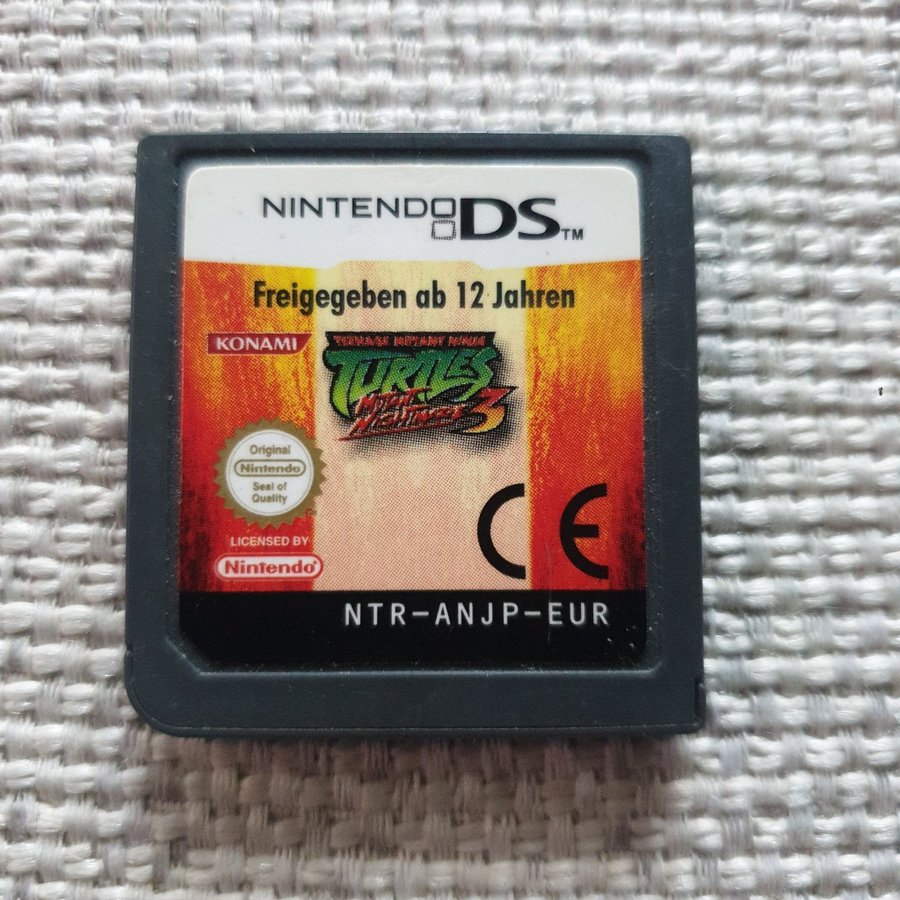 NINTENDO DS™
Freigegeben ab 12 Jahren
KONAMI
TEENAGE MUTANT NINJA
TURTLES
MUTANT
NIGHTMARE 3
Original
Nintendo
Seal of
Quality
LICENSED BY
Nintendo®
CE
NTR-ANJP-EUR